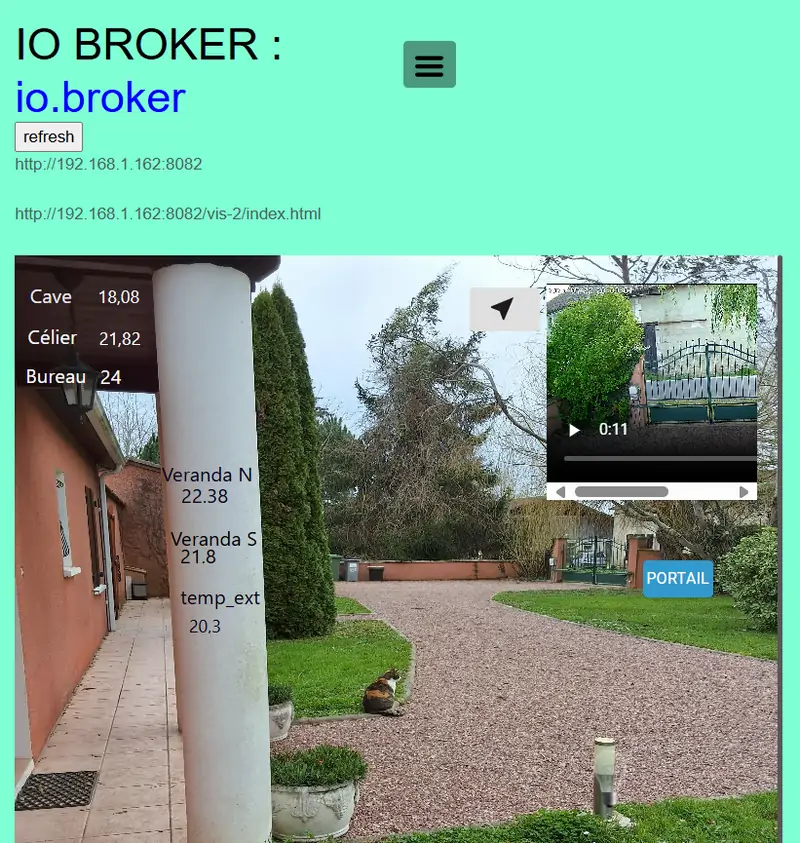 IO BROKER :
io.broker
refresh
http://192.168.1.162:8082
http://192.168.1.162:8082/vis-2/index.html
Cave 18,08
Célier 21,82
Bureau 24
0:11
Veranda N
22.38
Veranda S
21.8
PORTAIL
temp_ext
20,3